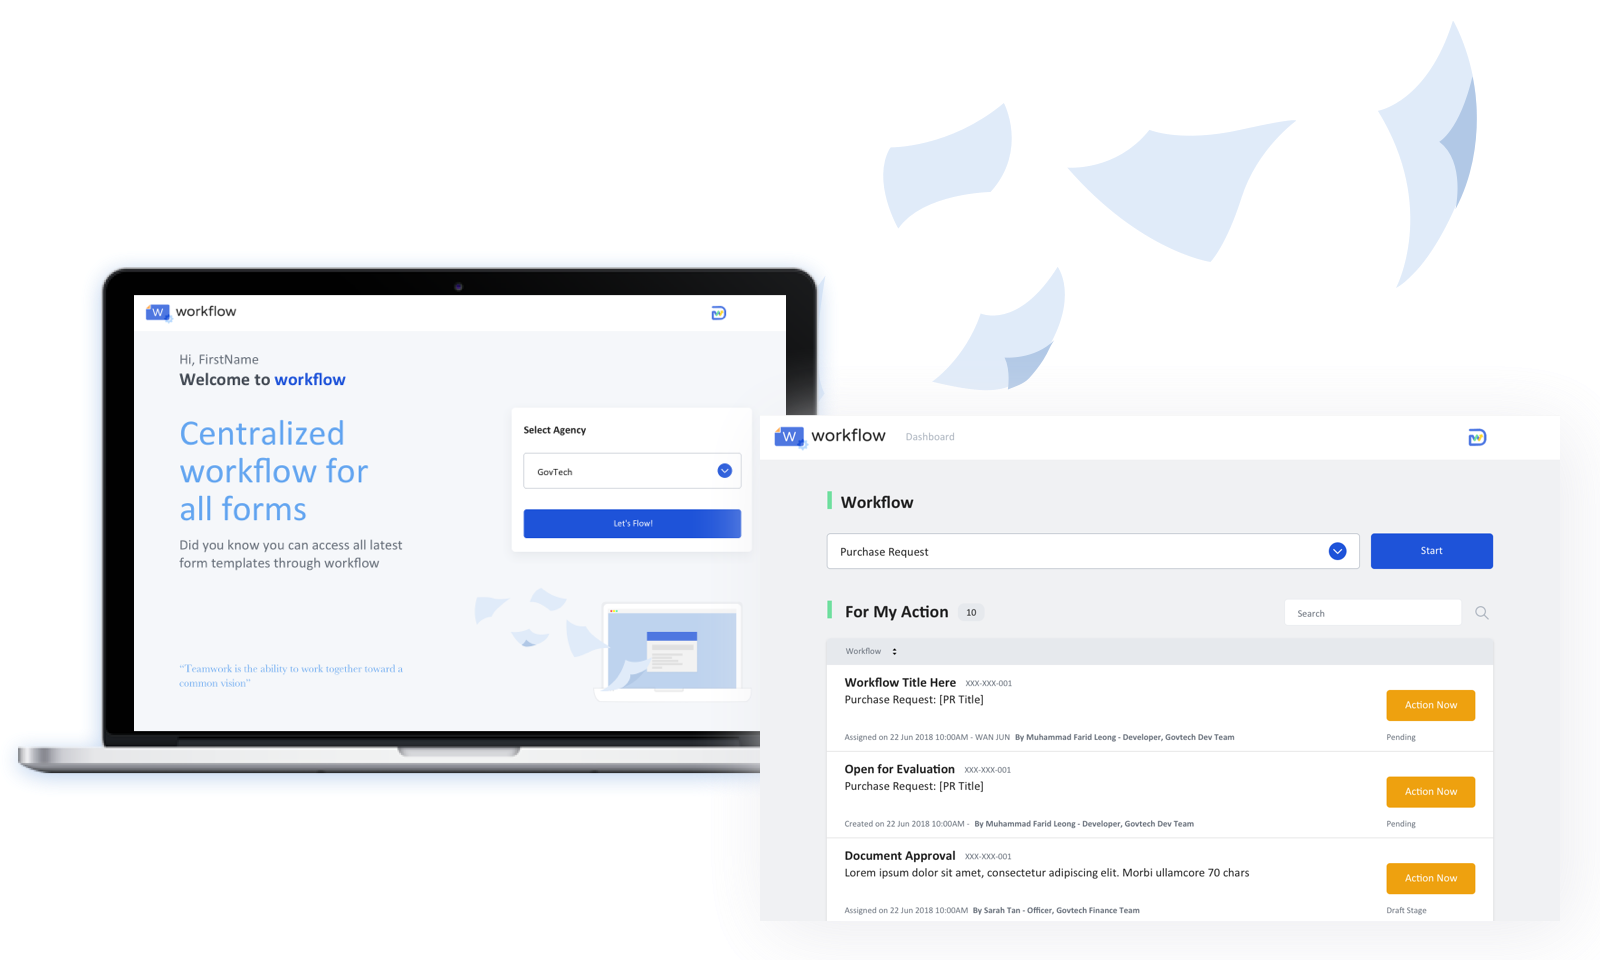 W workflow
Hi, FirstName
Welcome to workflow
Centralized
workflow for
all forms
Did you know you can access all latest
form templates through workflow
“Teamwork is the ability to work together toward a
common vision”
Select Agency
GovTech
Let's Flow!
W workflow Dashboard
Workflow
Purchase Request
Start
For My Action 10
Search
Workflow
Workflow Title Here XXX-XXX-001
Purchase Request: [PR Title]
Action Now
Assigned on 22 Jun 2018 10:00AM - WAN JUN By Muhammad Farid Leong - Developer, Govtech Dev Team
Pending
Open for Evaluation XXX-XXX-001
Purchase Request: [PR Title]
Action Now
Created on 22 Jun 2018 10:00AM - By Muhammad Farid Leong - Developer, Govtech Dev Team
Pending
Document Approval XXX-XXX-001
Lorem ipsum dolor sit amet, consectetur adipiscing elit. Morbi ullamcore 70 chars
Action Now
Assigned on 22 Jun 2018 10:00AM By Sarah Tan - Officer, Govtech Finance Team
Draft Stage